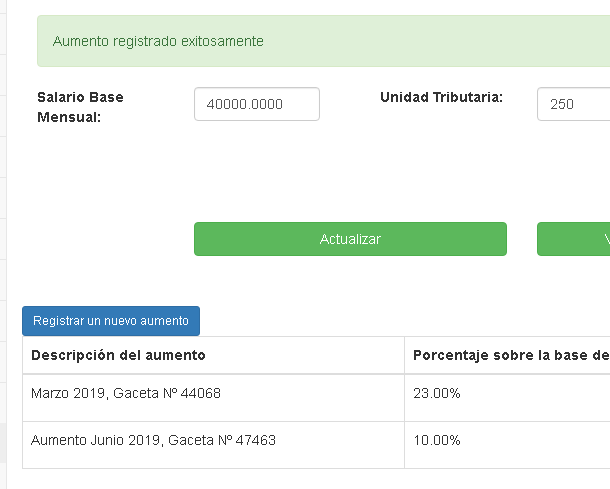 Aumento registrado exitosamente
Salario Base
Mensual:
40000.0000
Unidad Tributaria:
250
Actualizar
Registrar un nuevo aumento
Descripción del aumento
Porcentaje sobre la base de
Marzo 2019, Gaceta Nº 44068
23.00%
Aumento Junio 2019, Gaceta Nº 47463
10.00%